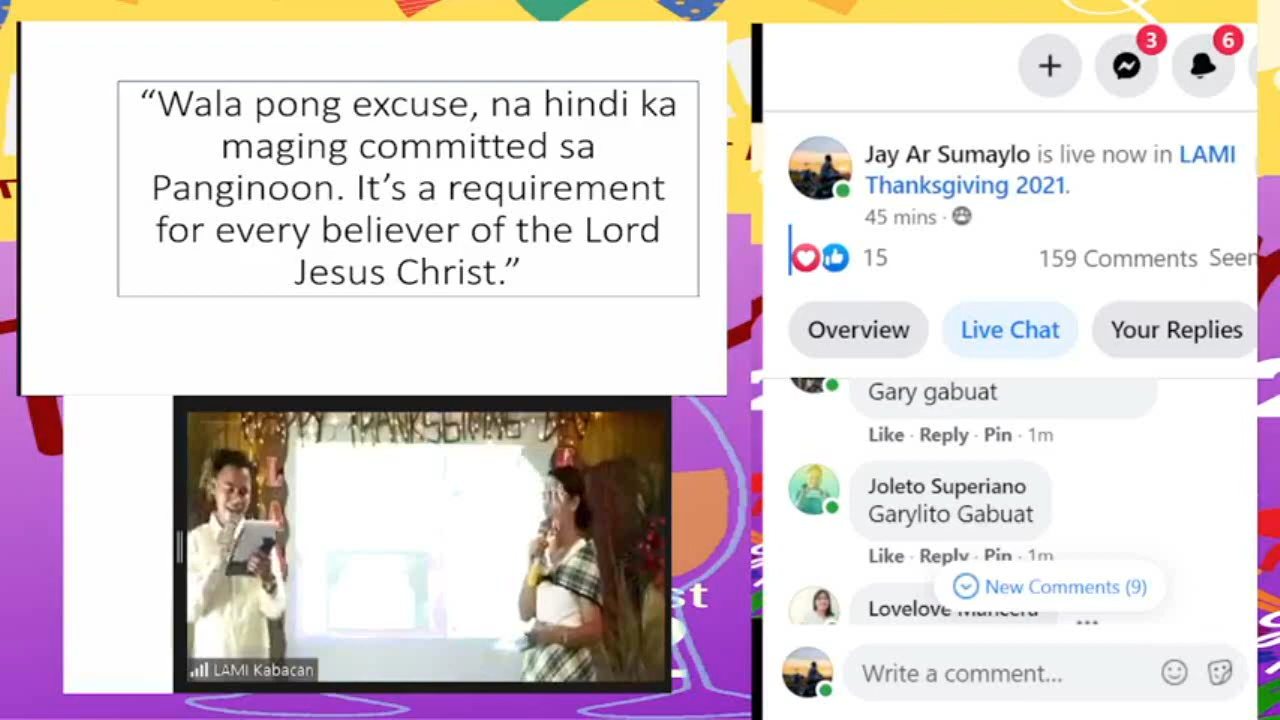 “Wala pong excuse, na hindi ka
maging committed sa
Panginoon. It’s a requirement
for every believer of the Lord
Jesus Christ.”
LAMI Kabacan
st
3
6
Jay Ar Sumaylo is live now in LAMI
Thanksgiving 2021.
45 mins ·
15
159 Comments
Overview
Live Chat
Your Replies
Gary gabuat
Like · Reply · Pin · 1m
Joleto Superiano
Garylito Gabuat
Like · Reply · Pin · 1m
New Comments (9)
Lovelove
Write a comment...